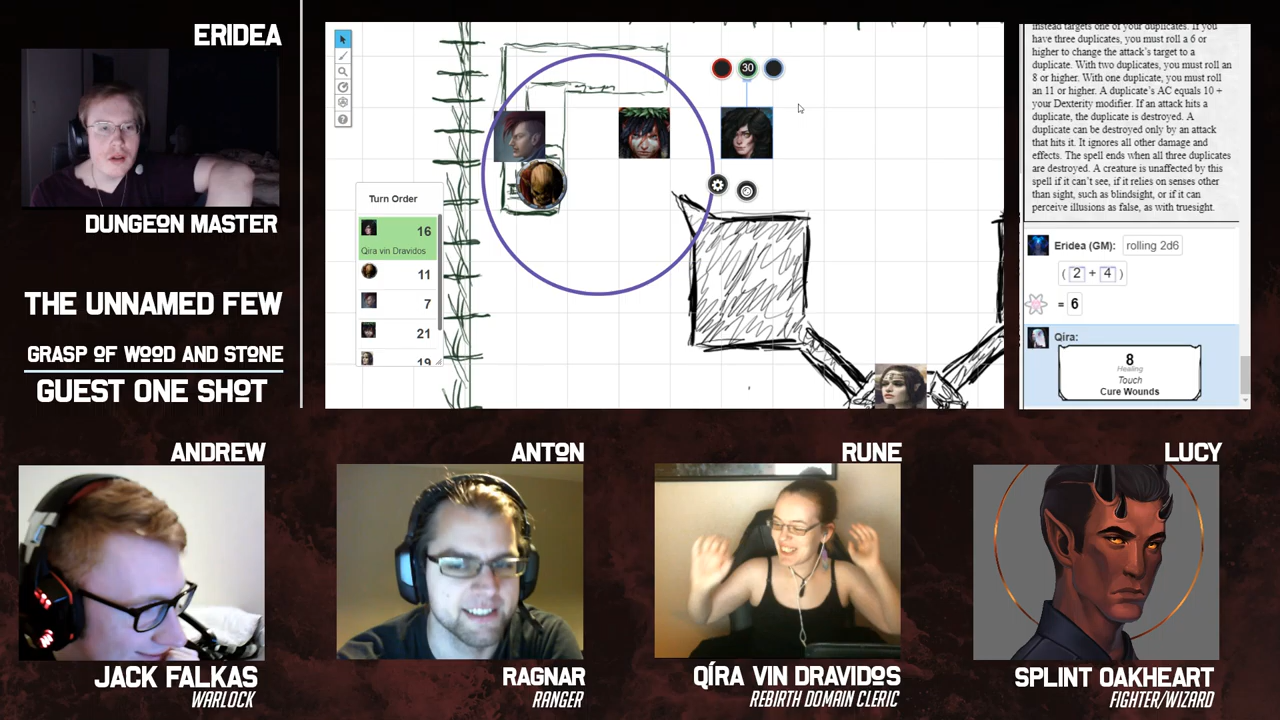 ERIDEA
DUNGEON MASTER
THE UNNAMED FEW
GRASP OF WOOD AND STONE
GUEST ONE SHOT
30
Turn Order
16
Qira vin Dravidos
11
7
21
19
instead targets one of your duplicates. If you
have three duplicates, you must roll a 6 or
higher to change the attack's target to a
duplicate. With two duplicates, you must roll an
8 or higher. With one duplicate, you must roll
an 11 or higher. A duplicate's AC equals 10 +
your Dexterity modifier. If an attack hits a
duplicate, the duplicate is destroyed. A
duplicate can be destroyed only by an attack
that hits it. It ignores all other damage and
effects. The spell ends when all three duplicates
are destroyed. A creature is unaffected by this
spell if it can't see, if it relies on senses other
than sight, such as blindsight, or if it can
perceive illusions as false, as with truesight.
Eridea (GM): rolling 2d6
( 2 + 4 )
= 6
Qira:
8
Healing
Touch
Cure Wounds
ANDREW
JACK FALKAS
WARLOCK
ANTON
RAGNAR
RANGER
RUNE
QÍRA VIN DRAVIDOS
REBIRTH DOMAIN CLERIC
LUCY
SPLINT OAKHEART
FIGHTER/WIZARD